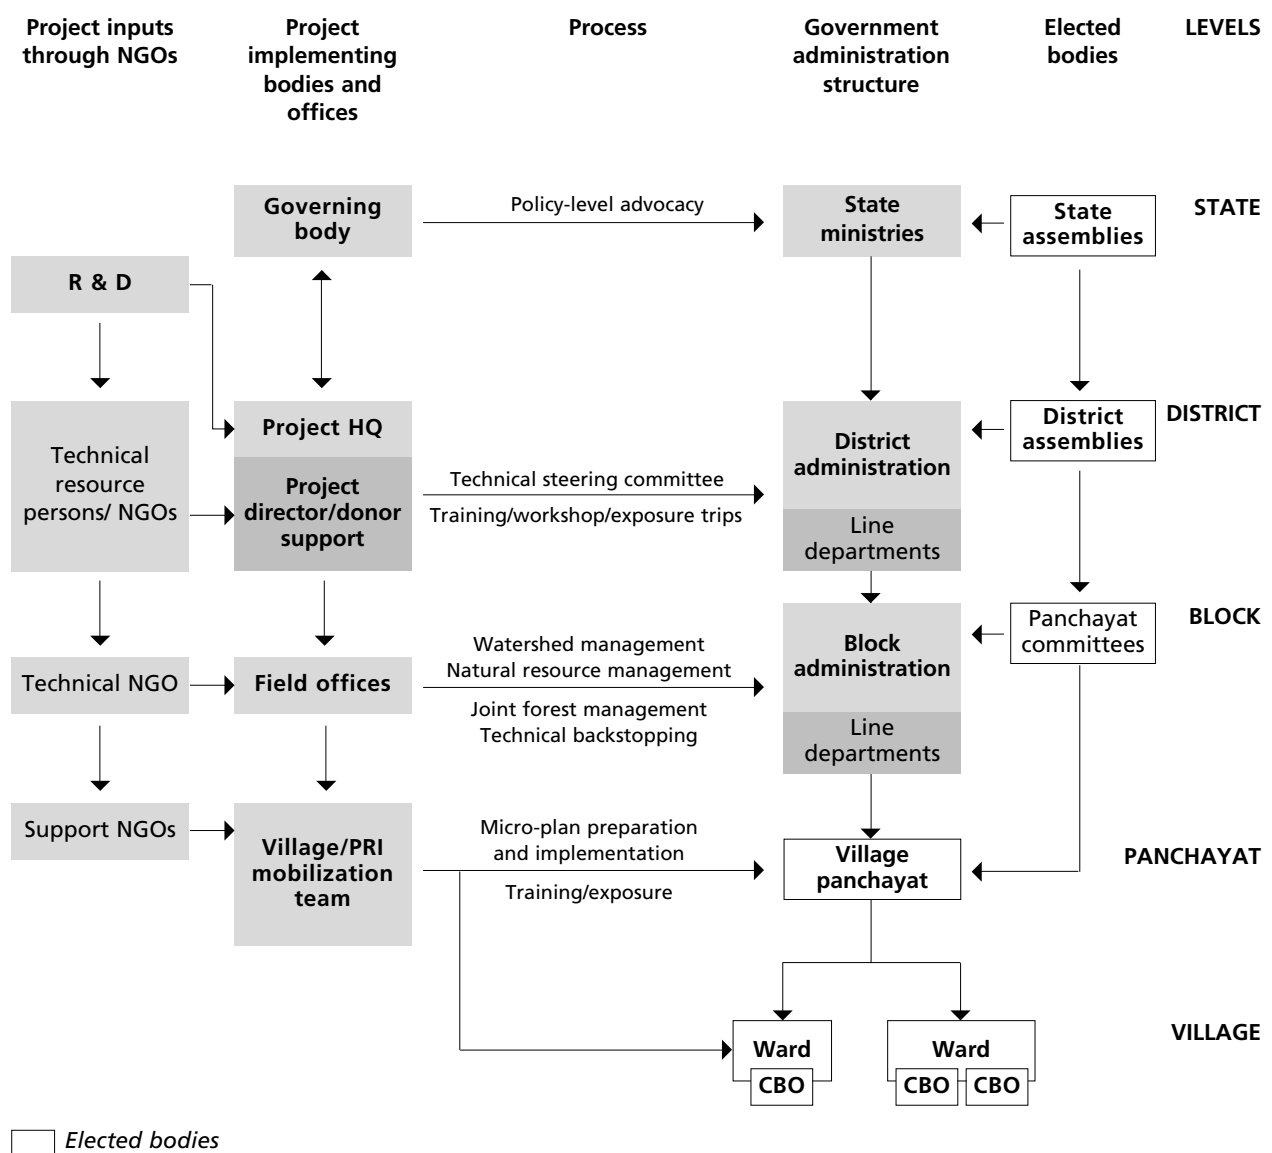 Project inputs
through NGOs
Project
implementing
bodies and
offices
Process
Government
administration
structure
Elected
bodies
LEVELS
Governing
body
Policy-level advocacy
State
ministries
State
assemblies
STATE
R & D
Project HQ
District
administration
District
assemblies
DISTRICT
Technical
resource
persons/ NGOs
Project
director/donor
support
Technical steering committee
Training/workshop/exposure trips
Line
departments
Technical NGO
Field offices
Watershed management
Natural resource management
Joint forest management
Technical backstopping
Block
administration
Line
departments
Panchayat
committees
BLOCK
Support NGOs
Village/PRI
mobilization
team
Micro-plan preparation
and implementation
Training/exposure
Village
panchayat
PANCHAYAT
Ward
CBO
Ward
CBO CBO
VILLAGE
Elected bodies